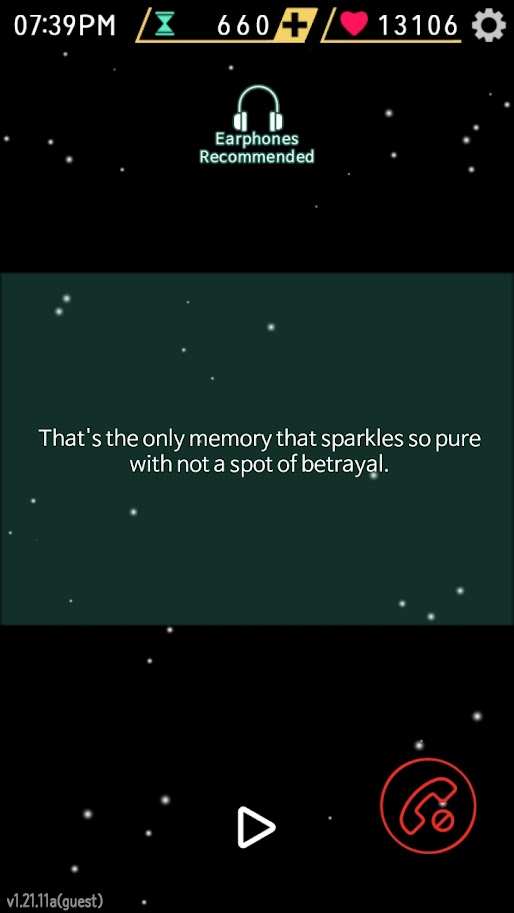 07:39PM 660 13106
Earphones
Recommended
That's the only memory that sparkles so pure
with not a spot of betrayal.
v1.21.11a(guest)